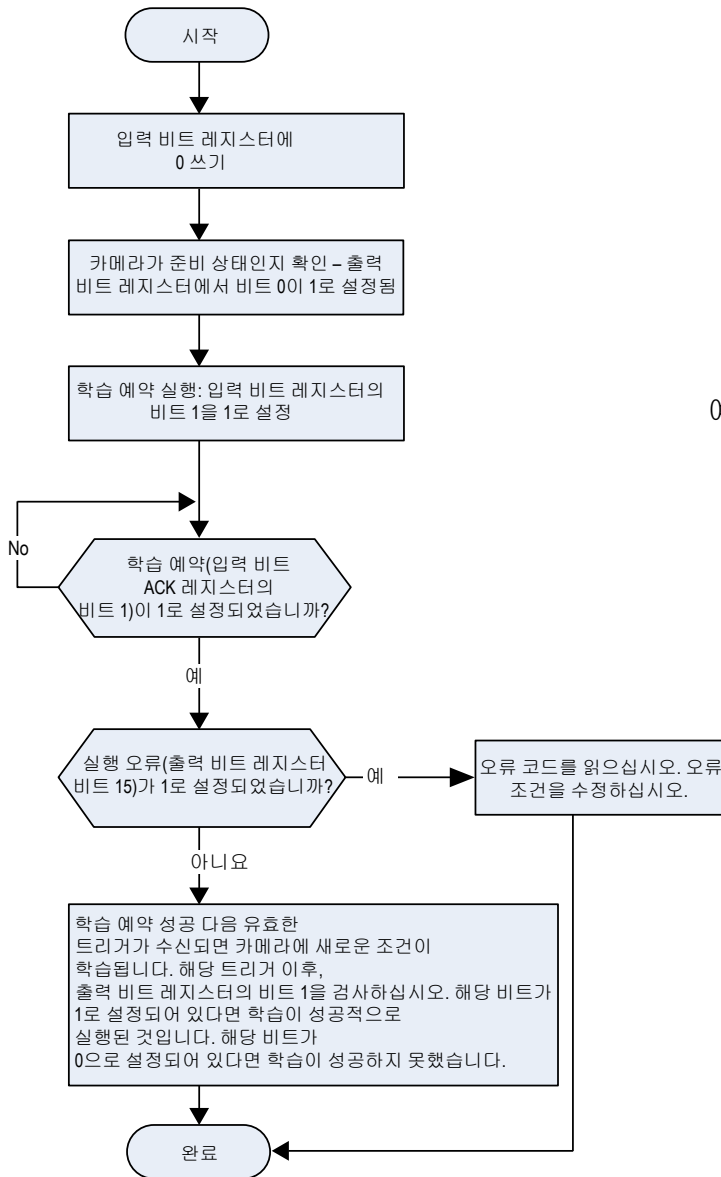 시작
입력 비트 레지스터에
0 쓰기
카메라가 준비 상태인지 확인 – 출력
비트 레지스터에서 비트 0이 1로 설정됨
학습 예약 실행: 입력 비트 레지스터의
비트 1을 1로 설정
0
No
학습 예약(입력 비트
ACK 레지스터의
비트 1)이 1로 설정되었습니까?
예
실행 오류(출력 비트 레지스터
비트 15)가 1로 설정되었습니까?
예
오류 코드를 읽으십시오. 오류
조건을 수정하십시오.
아니요
학습 예약 성공 다음 유효한
트리거가 수신되면 카메라에 새로운 조건이
학습됩니다. 해당 트리거 이후,
출력 비트 레지스터의 비트 1을 검사하십시오. 해당 비트가
1로 설정되어 있다면 학습이 성공적으로
실행된 것입니다. 해당 비트가
0으로 설정되어 있다면 학습이 성공하지 못했습니다.
완료